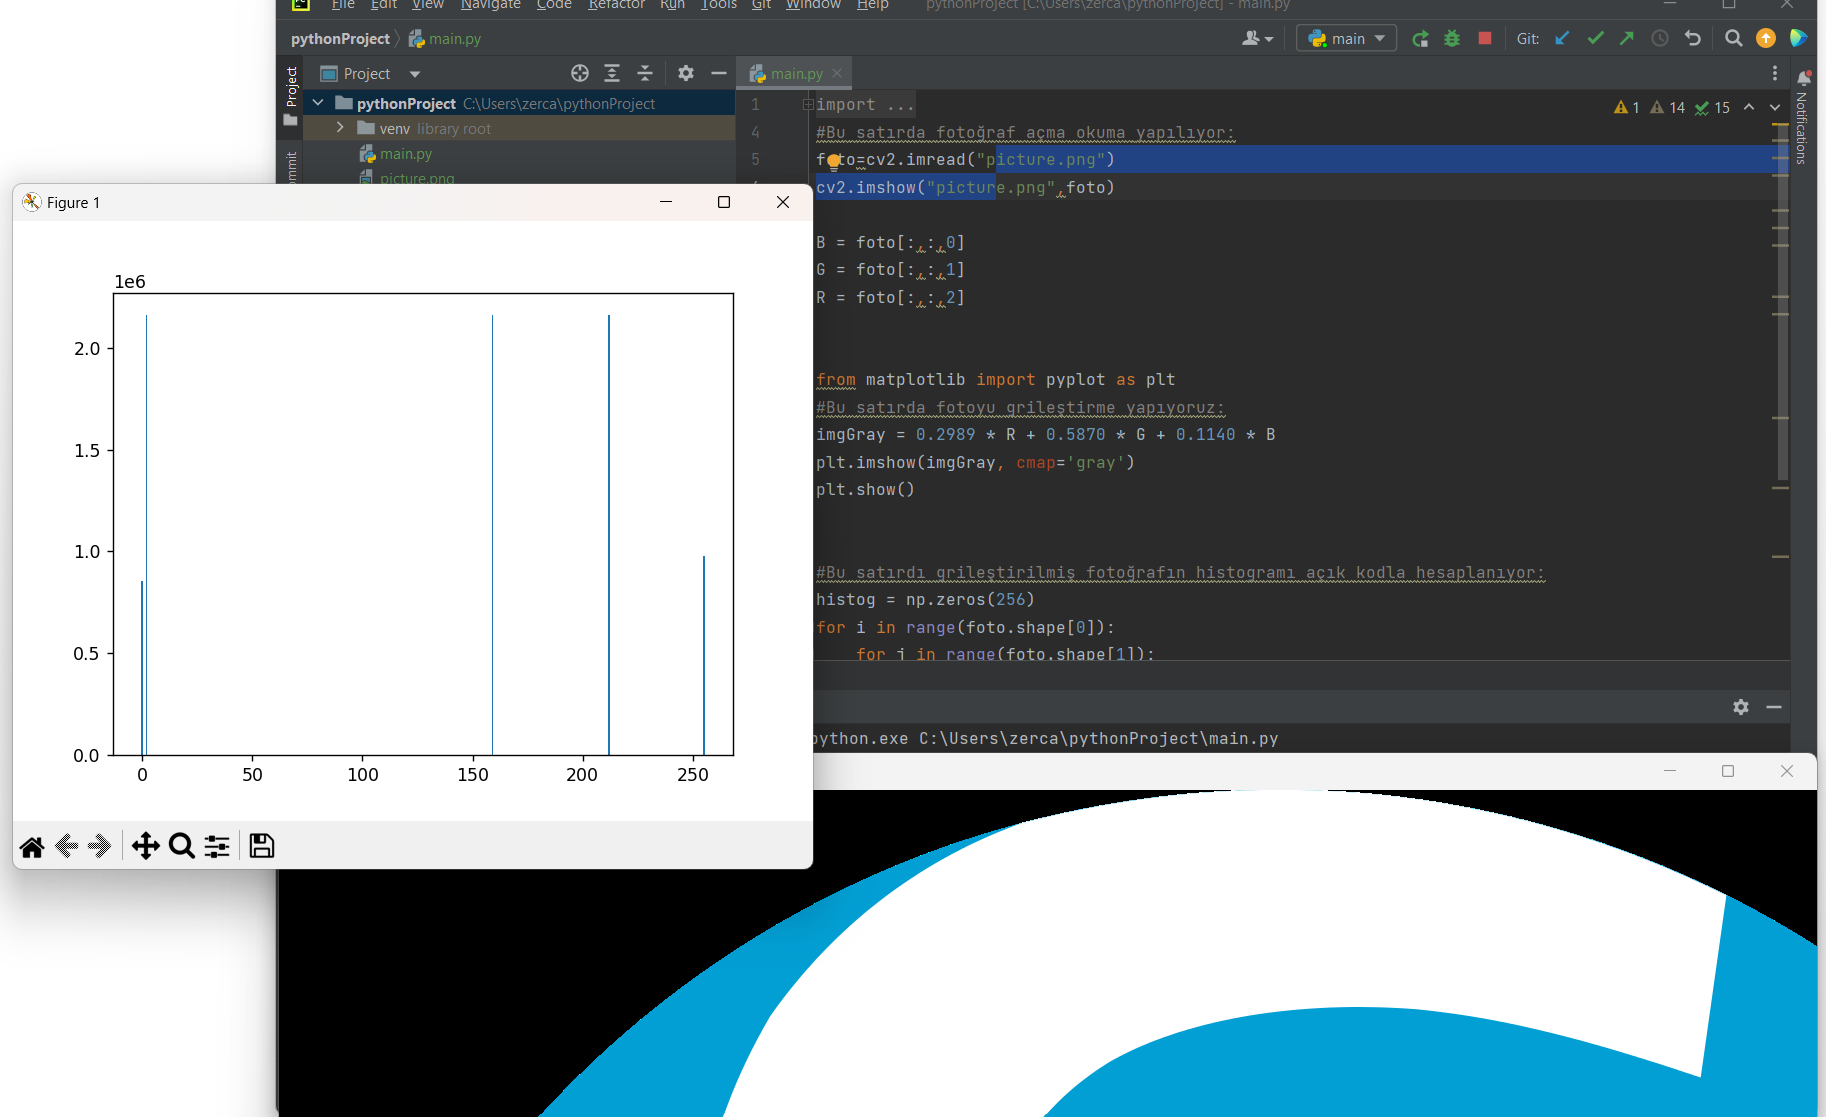 File Edit View Navigate Code Refactor Run Tools Git Window Help pythonProject [C:\Users\zerca\pythonProject] - main.py
pythonProject main.py
main Git:
Project
Project
main.py
pythonProject C:\Users\zerca\pythonProject
venv library root
main.py
picture.png
Notifications
1 14 15
1 import ...
4 #Bu satırda fotoğraf açma okuma yapılıyor:
5 foto=cv2.imread("picture.png")
cv2.imshow("picture.png",foto)
B = foto[:,:,0]
G = foto[:,:,1]
R = foto[:,:,2]
from matplotlib import pyplot as plt
#Bu satırda fotoyu grileştirme yapıyoruz:
imgGray = 0.2989 * R + 0.5870 * G + 0.1140 * B
plt.imshow(imgGray, cmap='gray')
plt.show()
#Bu satırdı grileştirilmiş fotoğrafın histogramı açık kodla hesaplanıyor:
histog = np.zeros(256)
for i in range(foto.shape[0]):
for j in range(foto.shape[1]):
python.exe C:\Users\zerca\pythonProject\main.py
Figure 1
1e6
2.0
1.5
1.0
0.5
0.0
0 50 100 150 200 250